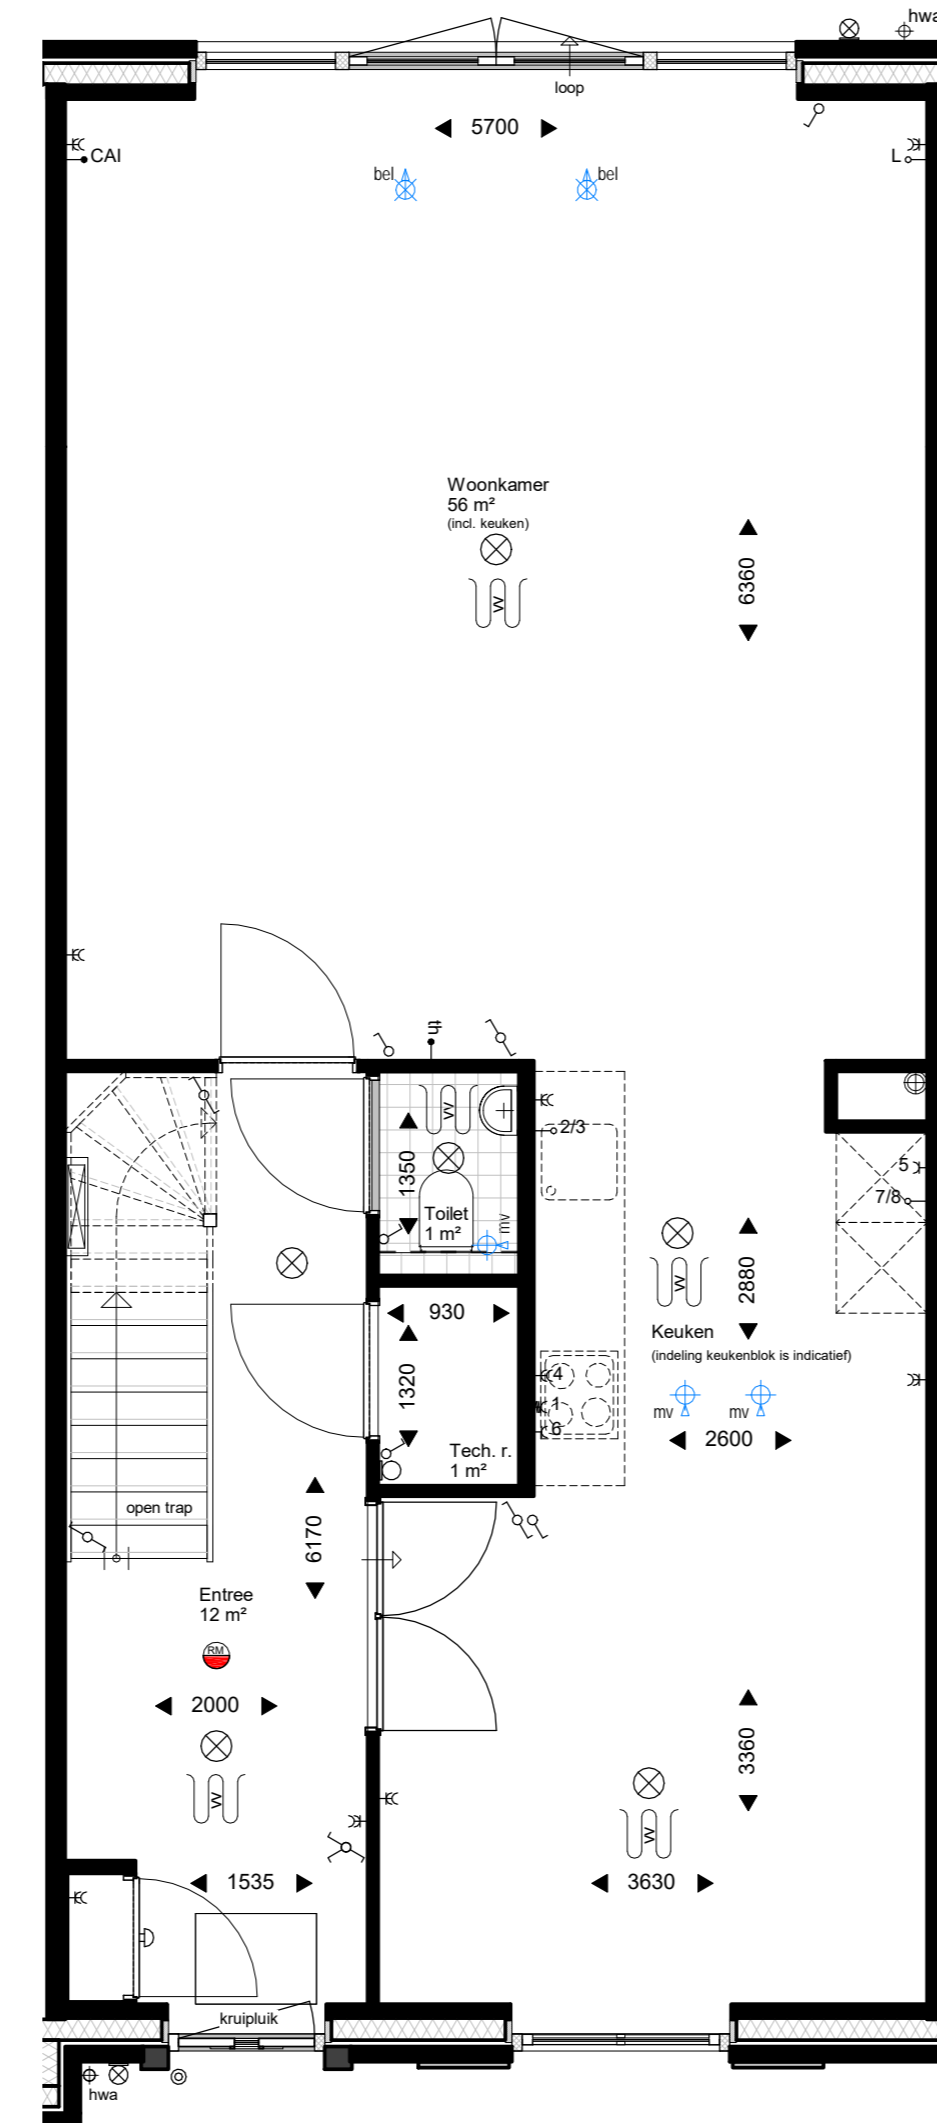 hwa
loop
5700
CAI
L
bel
bel
Woonkamer
56 m²
(incl. keuken)
6360
V
th
2/3
V
1350
Toilet
1 m²
mv
5
7/8
2880
V
930
Keuken
(indeling keukenblok is indicatief)
1320
4
1
6
mv
mv
2600
Tech. r.
1 m²
open trap
6170
Entree
12 m²
RM
2000
3360
V
V
1535
3630
kruipluik
hwa